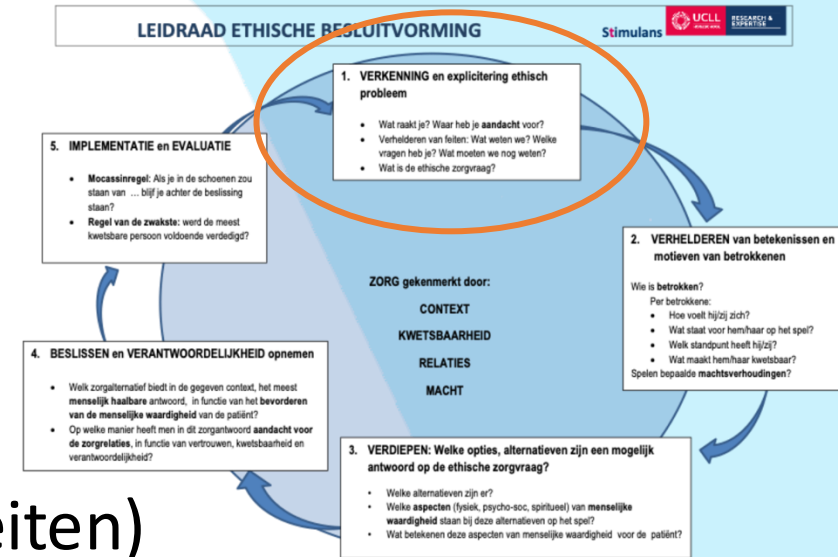 LEIDRAAD ETHISCHE BESLUITVORMING
Stimulans
UCLL
RESEARCH &
EXPERTISE
1. VERKENNING en explicitering ethisch
probleem
• Wat raakt je? Waar heb je aandacht voor?
• Verhelderen van feiten: Wat weten we? Welke
vragen heb je? Wat moeten we nog weten?
• Wat is de ethische zorgvraag?
2. VERHELDEREN van betekenissen en
motieven van betrokkenen
Wie is betrokken?
Per betrokkene:
• Hoe voelt hij/zij zich?
• Wat staat voor hem/haar op het spel?
• Welk standpunt heeft hij/zij?
• Wat maakt hem/haar kwetsbaar?
Spelen bepaalde machtsverhoudingen?
3. VERDIEPEN: Welke opties, alternatieven zijn een mogelijk
antwoord op de ethische zorgvraag?
• Welke alternatieven zijn er?
• Welke aspecten (fysiek, psycho-soc, spiritueel) van menselijke
waardigheid staan bij deze alternatieven op het spel?
• Wat betekenen deze aspecten van menselijke waardigheid voor de patiënt?
4. BESLISSEN en VERANTWOORDELIJKHEID opnemen
• Welk zorgalternatief biedt in de gegeven context, het meest
menselijk haalbare antwoord, in functie van het bevorderen
van de menselijke waardigheid van de patiënt?
• Op welke manier heeft men in dit zorgantwoord aandacht voor
de zorgrelaties, in functie van vertrouwen, kwetsbaarheid en
verantwoordelijkheid?
5. IMPLEMENTATIE en EVALUATIE
• Mocassinregel: Als je in de schoenen zou
staan van … blijf je achter de beslissing
staan?
• Regel van de zwakste: werd de meest
kwetsbare persoon voldoende verdedigd?
ZORG gekenmerkt door:
CONTEXT
KWETSBAARHEID
RELATIES
MACHT
eiten)